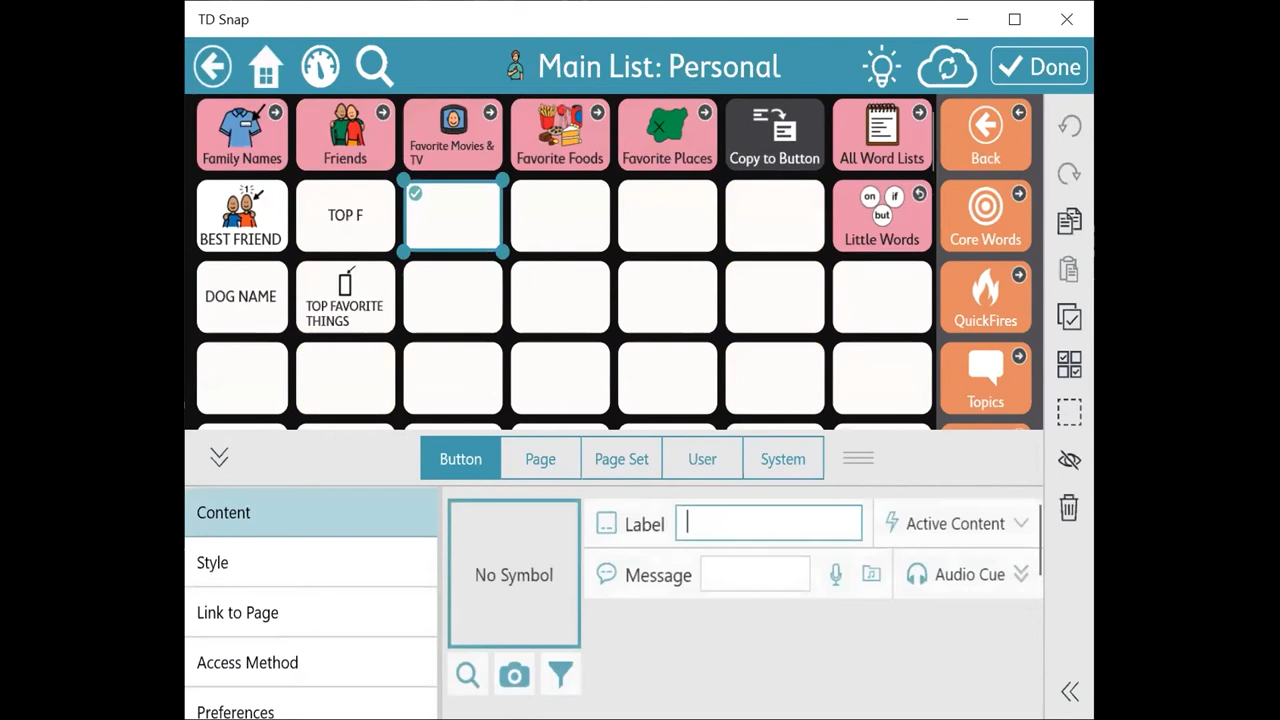 TD Snap
Main List: Personal
Done
Family Names
Friends
Favorite Movies &
TV
Favorite Foods
Favorite Places
Copy to Button
All Word Lists
Back
1
BEST FRIEND
TOP F
on
if
but
Little Words
Core Words
DOG NAME
TOP FAVORITE
THINGS
QuickFires
Topics
Button
Page
Page Set
User
System
Content
Style
Link to Page
Access Method
Preferences
No Symbol
Label
Active Content
Message
Audio Cue